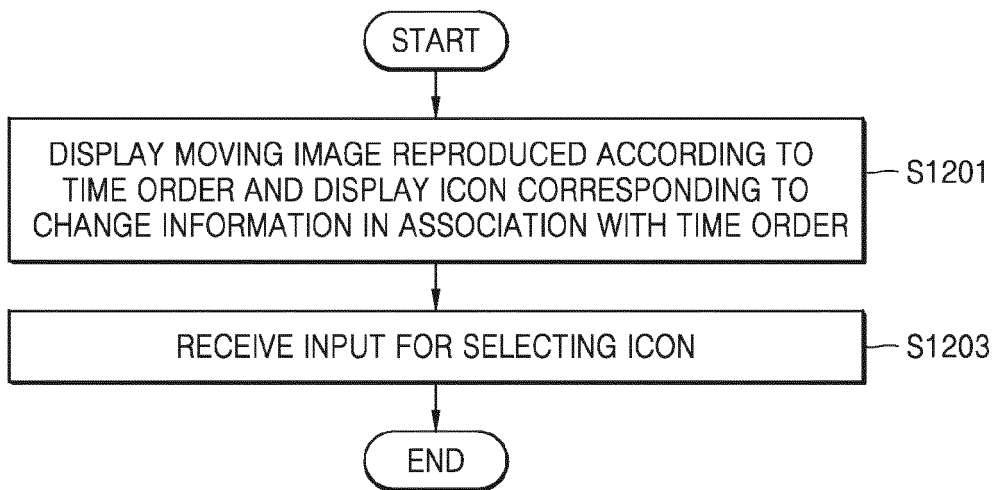 START
DISPLAY MOVING IMAGE REPRODUCED ACCORDING TO
TIME ORDER AND DISPLAY ICON CORRESPONDING TO
CHANGE INFORMATION IN ASSOCIATION WITH TIME ORDER
S1201
RECEIVE INPUT FOR SELECTING ICON
S1203
END